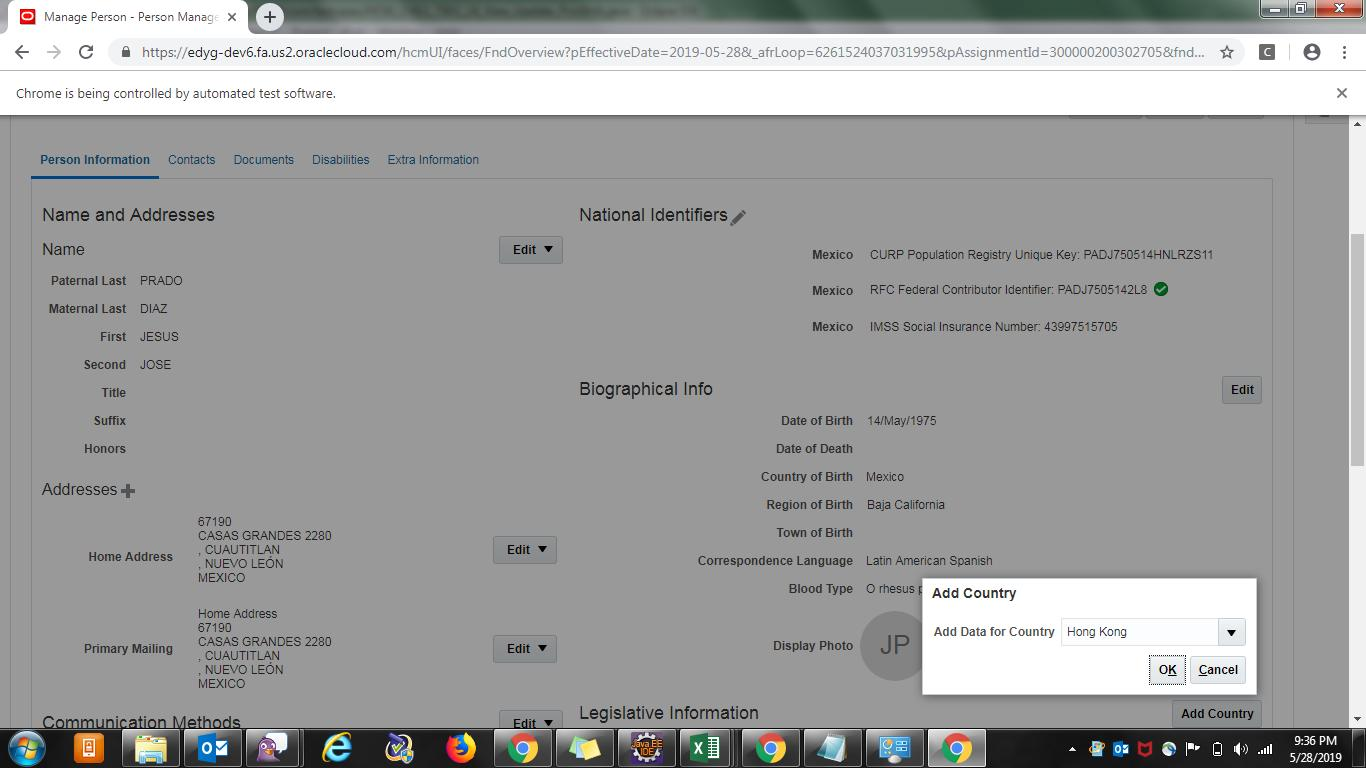 Manage Person - Person Manage
https://edyg-dev6.fa.us2.oraclecloud.com/hcmUI/faces/FndOverview?pEffectiveDate=2019-05-28&_afrLoop=6261524037031995&pAssignmentId=300000200302705&fnd...
C
Chrome is being controlled by automated test software.
Person Information Contacts Documents Disabilities Extra Information
Name and Addresses
Name Edit
Paternal Last PRADO
Maternal Last DIAZ
First JESUS
Second JOSE
Title
Suffix
Honors
Addresses
Home Address
67190
CASAS GRANDES 2280
, CUAUTITLAN
, NUEVO LEÓN
MEXICO
Edit
Primary Mailing
Home Address
67190
CASAS GRANDES 2280
, CUAUTITLAN
, NUEVO LEÓN
MEXICO
Edit
Communication Methods Edit
National Identifiers
Mexico CURP Population Registry Unique Key: PADJ750514HNLRZS11
Mexico RFC Federal Contributor Identifier: PADJ7505142L8
Mexico IMSS Social Insurance Number: 43997515705
Biographical Info Edit
Date of Birth 14/May/1975
Date of Death
Country of Birth Mexico
Region of Birth Baja California
Town of Birth
Correspondence Language Latin American Spanish
Blood Type O rhesus p
Display Photo JP
Add Country
Add Data for Country Hong Kong
OK Cancel
Legislative Information Add Country
Java EE
IDE
9:36 PM
5/28/2019